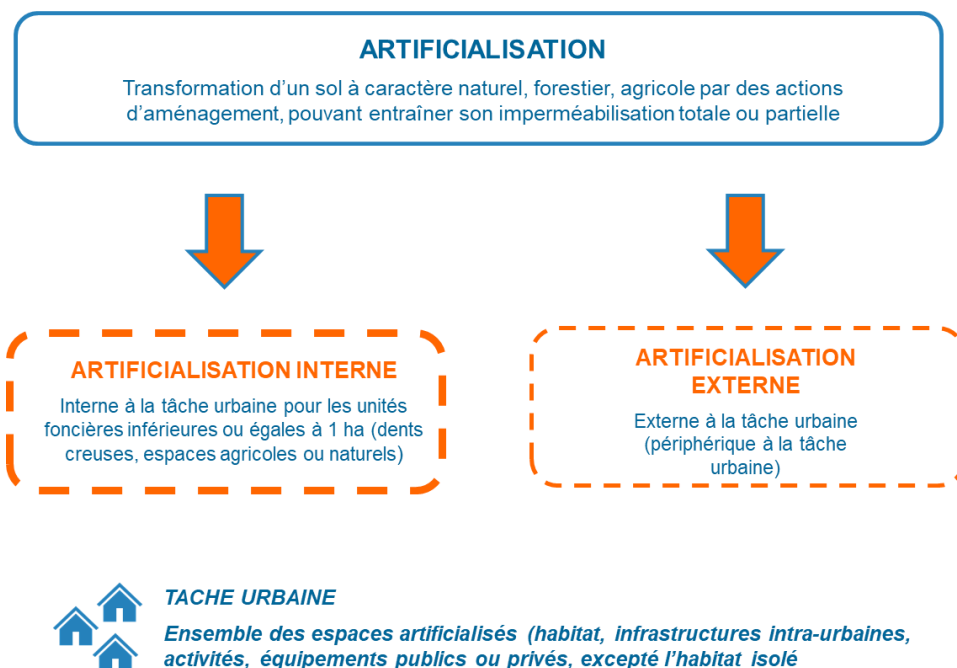 ARTIFICIALISATION
Transformation d'un sol à caractère naturel, forestier, agricole par des actions
d'aménagement, pouvant entraîner son imperméabilisation totale ou partielle
ARTIFICIALISATION INTERNE
Interne à la tâche urbaine pour les unités
foncières inférieures ou égales à 1 ha (dents
creuses, espaces agricoles ou naturels)
ARTIFICIALISATION
EXTERNE
Externe à la tâche urbaine
(périphérique à la tâche
urbaine)
TACHE URBAINE
Ensemble des espaces artificialisés (habitat, infrastructures intra-urbaines,
activités, équipements publics ou privés, excepté l'habitat isolé